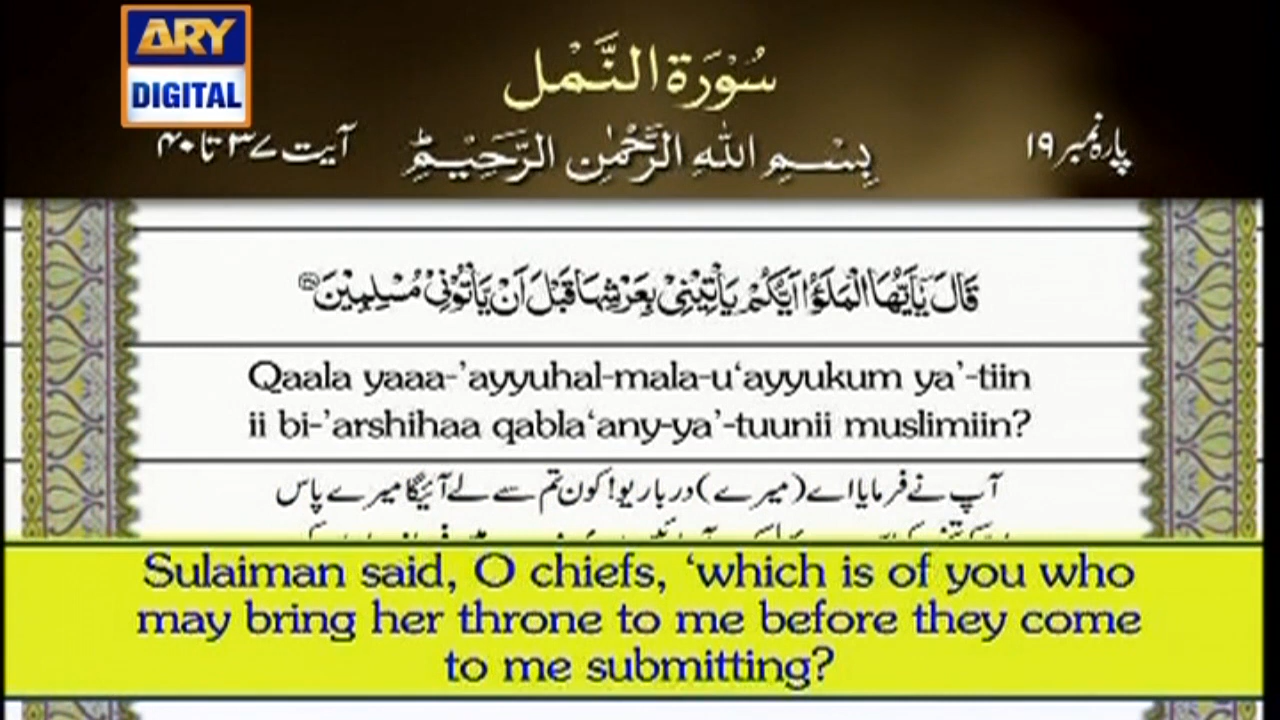 ARY
DIGITAL
سُوْرَةُ النَّمْل
پارہ نمبر ۱۹
بِسْمِ اللهِ الرَّحْمٰنِ الرَّحِيْمِ
آیت ۳۷ تا ۴۰
قَالَ يٰٓاَيُّهَا الْمَلَؤُا اَيُّكُمْ يَاْتِيْنِيْ بِعَرْشِهَا قَبْلَ اَنْ يَّاْتُوْنِيْ مُسْلِمِيْنَ
Qaala yaaa-’ayyuhal-mala-u‘ayyukum ya’-tiin
ii bi-’arshihaa qabla‘any-ya’-tuunii muslimiin?
آپ نے فرمایا اے (میرے) درباریو! کون تم سے لے آئیگا میرے پاس
Sulaiman said, O chiefs, ‘which is of you who
may bring her throne to me before they come
to me submitting?